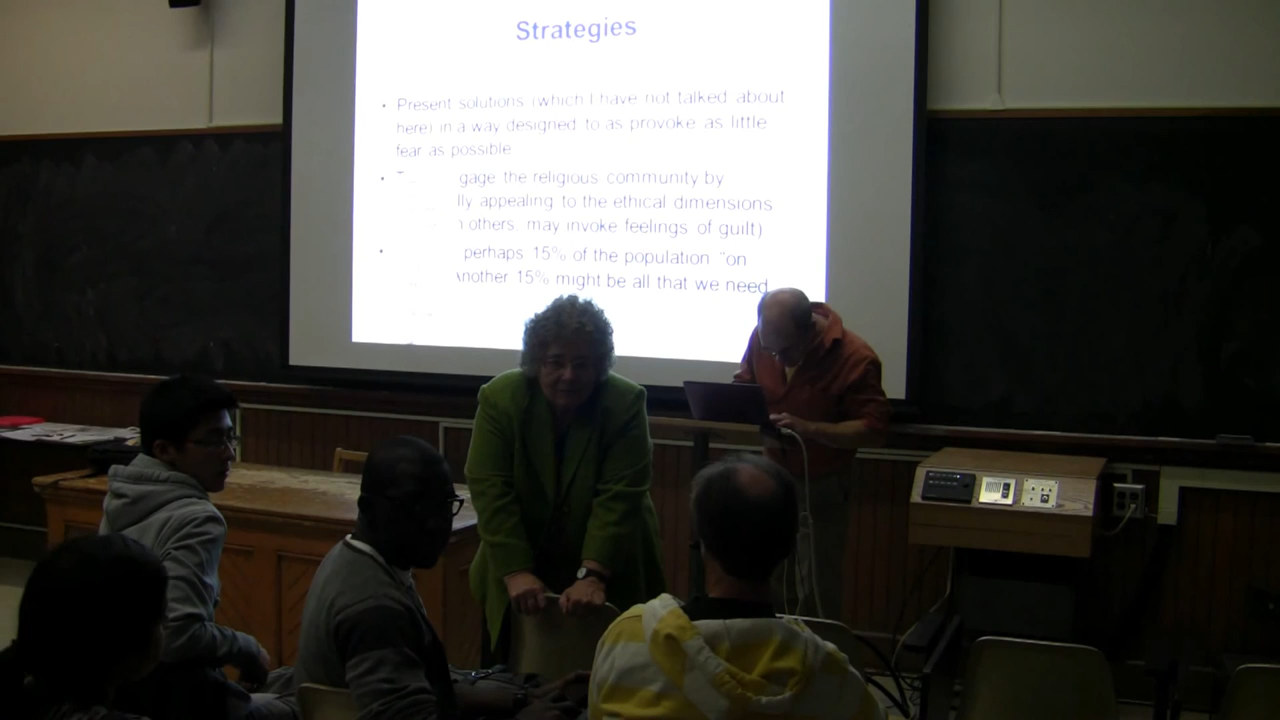 Strategies
• Present solutions (which I have not talked about
here) in a way designed to as provoke as little
fear as possible
• gage the religious community by
lly appealing to the ethical dimensions
others, may invoke feelings of guilt)
• perhaps 15% of the population "on
Another 15% might be all that we need